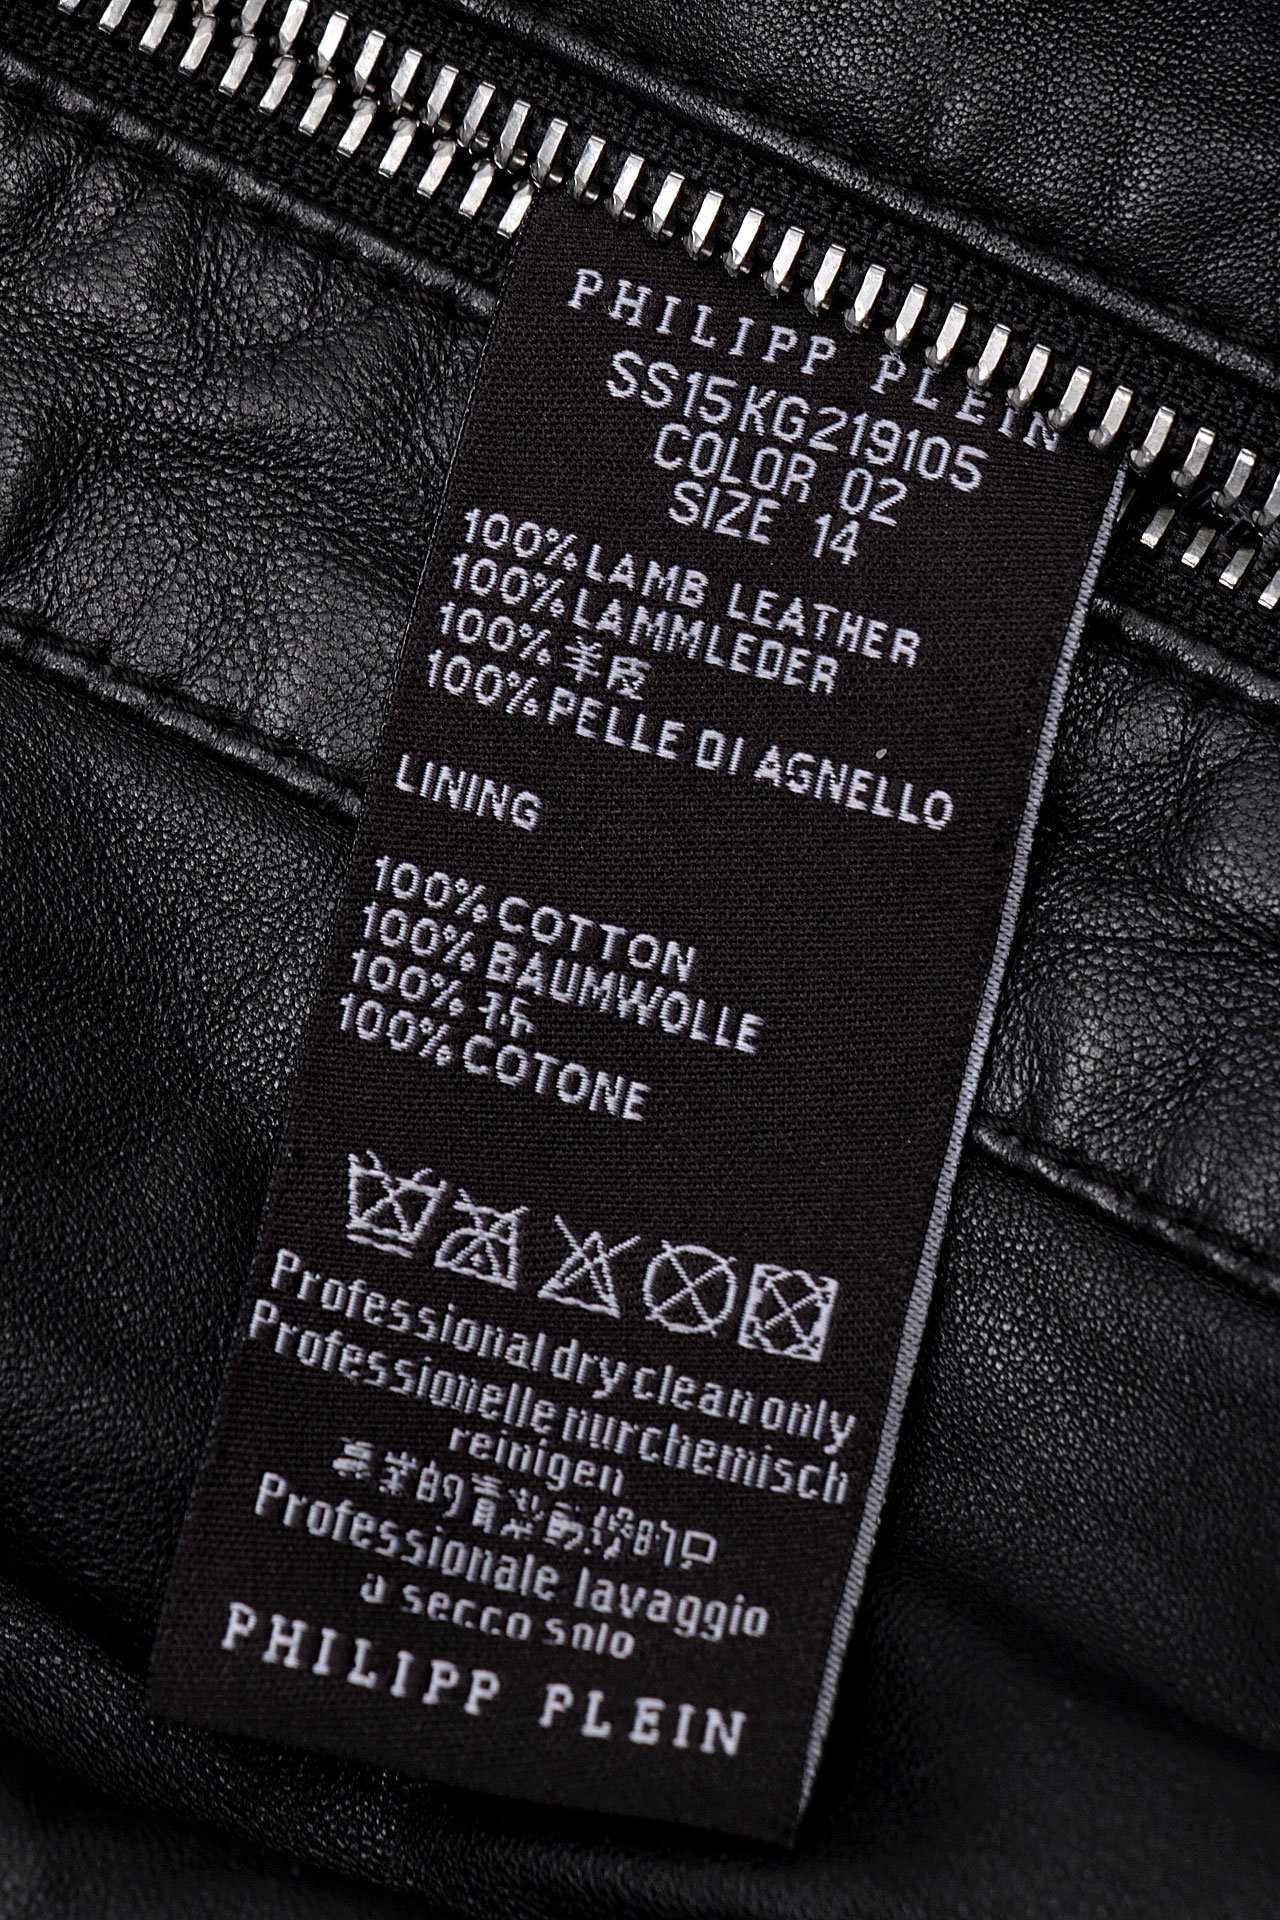 PHILIPP PLEIN
SS15KG219105
COLOR 02
SIZE 14
100% LAMB LEATHER
100% LAMMLEDER
100% 羊皮
100% PELLE DI AGNELLO
LINING
100% COTTON
100% BAUMWOLLE
100%
100% COTONE
Professional dry clean only
Professionelle nur chemisch
reinigen
Professionale lavaggio
a secco solo
PHILIPP PLEIN